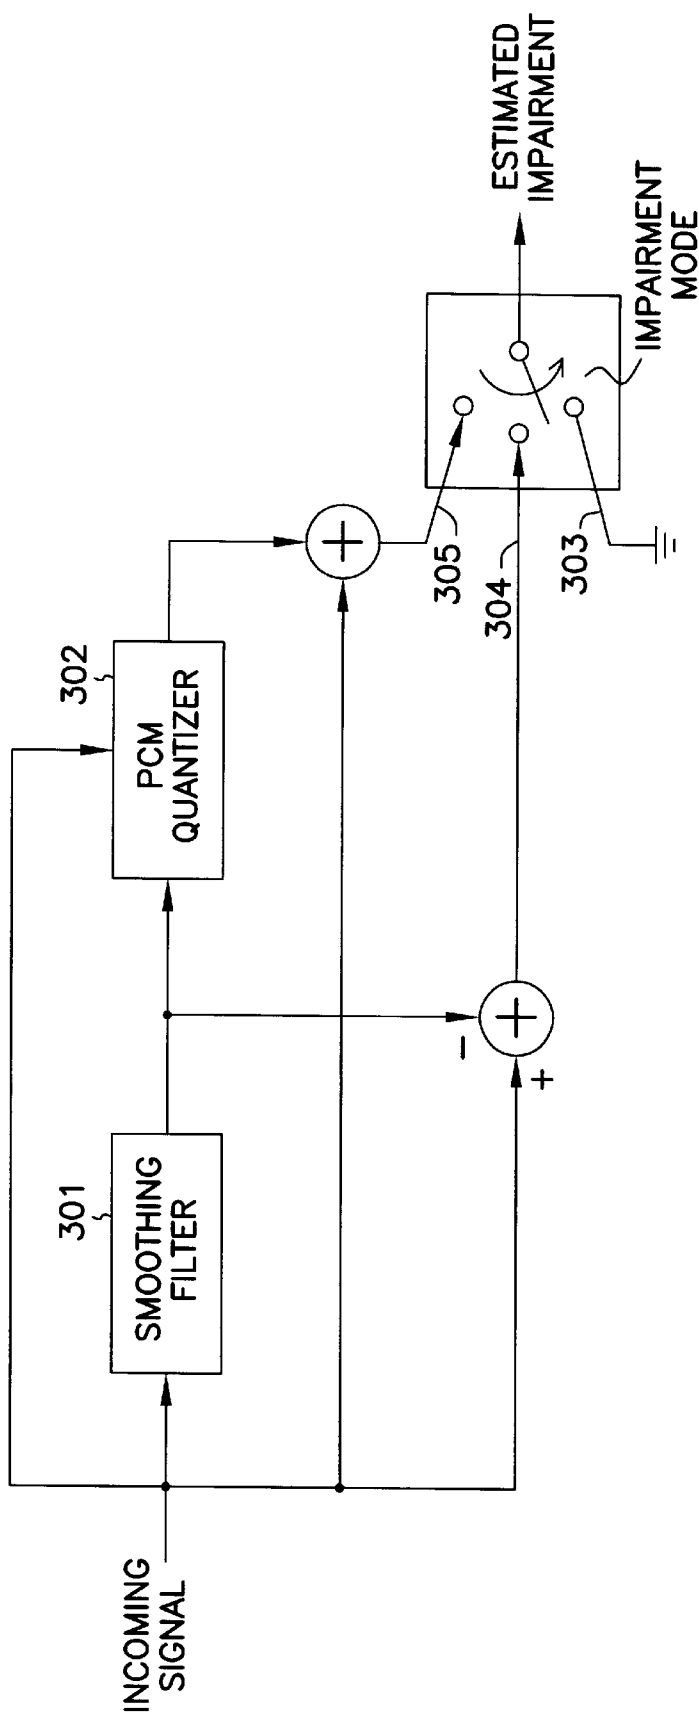 INCOMING
SIGNAL
301
SMOOTHING
FILTER
302
PCM
QUANTIZER
+
-
+
+
305
304
303
ESTIMATED
IMPAIRMENT
IMPAIRMENT
MODE